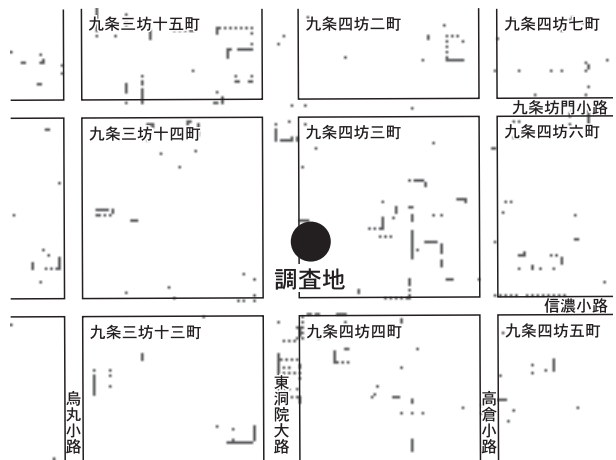 九条三坊十五町
九条四坊二町
九条四坊七町
九条坊門小路
九条三坊十四町
九条四坊三町
九条四坊六町
調査地
信濃小路
九条三坊十三町
九条四坊四町
九条四坊五町
烏丸小路
東洞院大路
高倉小路